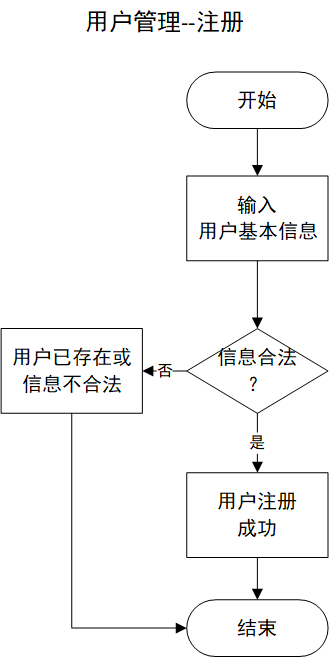 用户管理--注册
开始
输入
用户基本信息
信息合法
？
否
用户已存在或
信息不合法
是
用户注册
成功
结束